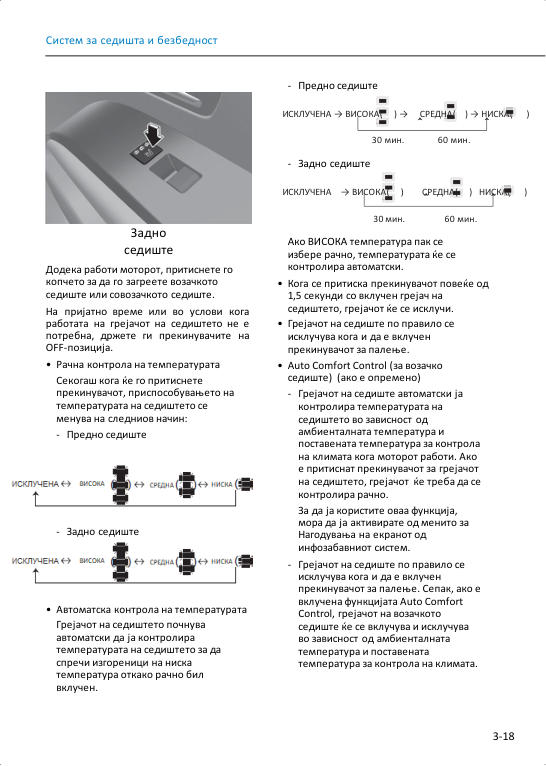 Систем за седишта и безбедност
Задно
седиште
Додека работи моторот, притиснете го
копчето за да го загреете возачкото
седиште или совозачкото седиште.
На пријатно време или во услови кога
работата на грејачот на седиштето не е
потребна, држете ги прекинувачите на
OFF-позиција.
• Рачна контрола на температурата
Секогаш кога ќе го притиснете
прекинувачот, приспособувањето на
температурата на седиштето се
менува на следниов начин:
- Предно седиште
ИСКЛУЧЕНА ↔ ВИСОКА ( ) ↔ СРЕДНА ( ) ↔ НИСКА ( )
- Задно седиште
ИСКЛУЧЕНА ↔ ВИСОКА ( ) ↔ СРЕДНА ( ) ↔ НИСКА ( )
• Автоматска контрола на температурата
Грејачот на седиштето почнува
автоматски да ја контролира
температурата на седиштето за да
спречи изгореници на ниска
температура откако рачно бил
вклучен.
- Предно седиште
ИСКЛУЧЕНА → ВИСОКА( ) → СРЕДНА( ) → НИСКА( )
30 мин. 60 мин.
- Задно седиште
ИСКЛУЧЕНА → ВИСОКА( ) СРЕДНА( ) НИСКА( )
30 мин. 60 мин.
Ако ВИСОКА температура пак се
избере рачно, температурата ќе се
контролира автоматски.
• Кога се притиска прекинувачот повеќе од
1,5 секунди со вклучен грејач на
седиштето, грејачот ќе се исклучи.
• Грејачот на седиште по правило се
исклучува кога и да е вклучен
прекинувачот за палење.
• Auto Comfort Control (за возачко
седиште) (ако е опремено)
- Грејачот на седиште автоматски ја
контролира температурата на
седиштето во зависност од
амбиенталната температура и
поставената температура за контрола
на климата кога моторот работи. Ако
е притиснат прекинувачот за грејачот
на седиштето, грејачот ќе треба да се
контролира рачно.
За да ја користите оваа функција,
мора да ја активирате од менито за
Нагодувања на екранот од
инфозабавниот систем.
- Грејачот на седиште по правило се
исклучува кога и да е вклучен
прекинувачот за палење. Сепак, ако е
вклучена функцијата Auto Comfort
Control, грејачот на возачкото
седиште ќе се вклучува и исклучува
во зависност од амбиенталната
температура и поставената
температура за контрола на климата.
3-18